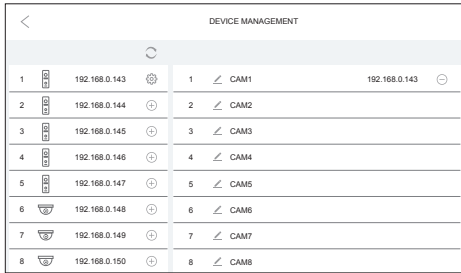 DEVICE MANAGEMENT
1 192.168.0.143 1 CAM1 192.168.0.143
2 192.168.0.144 2 CAM2
3 192.168.0.145 3 CAM3
4 192.168.0.146 4 CAM4
5 192.168.0.147 5 CAM5
6 192.168.0.148 6 CAM6
7 192.168.0.149 7 CAM7
8 192.168.0.150 8 CAM8